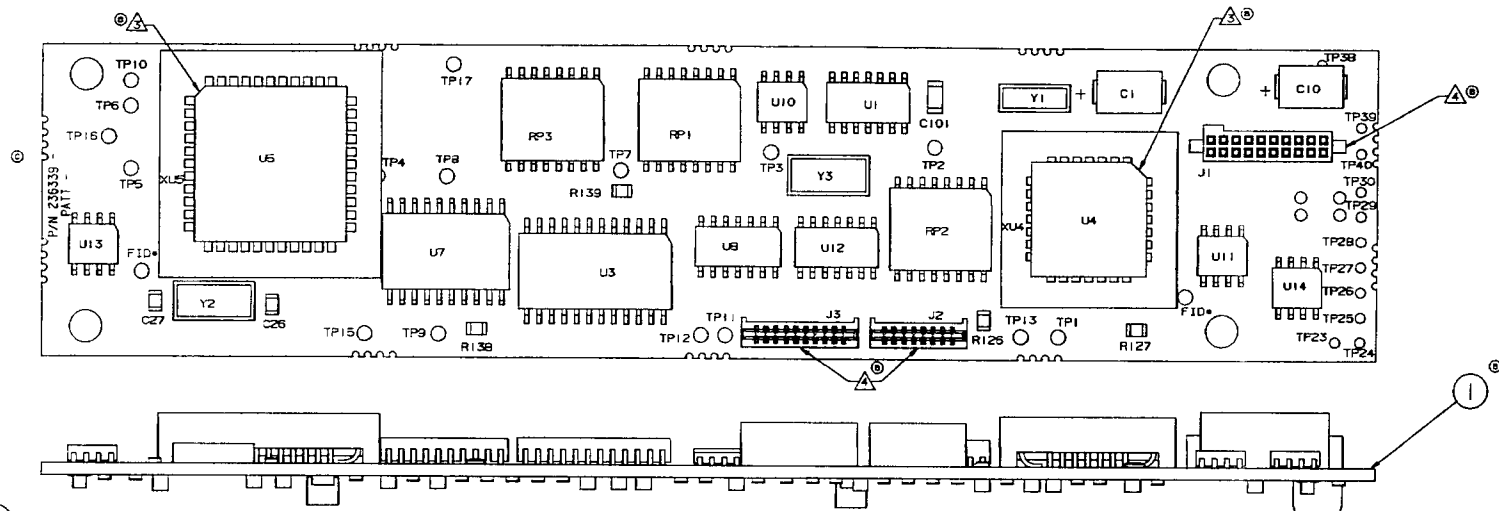 3 B
3 B
TP10
TP17
TP38
TP6
U10
U1
Y1
+
C1
+
C10
4 B
C101
TP39
TP16
RP3
RP1
C
U5
TP4
TP8
TP7
TP3
TP2
TP40
J1
TP5
XU5
Y3
TP30
R139
P/N 236339 -
PATT -
TP29
XU4
U4
RP2
U13
U7
U8
U12
TP28
U11
FID*
U3
TP27
U14
TP26
Y2
C27
C26
FID*
TP25
TP15
TP9
R138
TP12
TP11
J3
J2
R126
TP13
TP1
R127
TP23
TP24
4 B
1 B